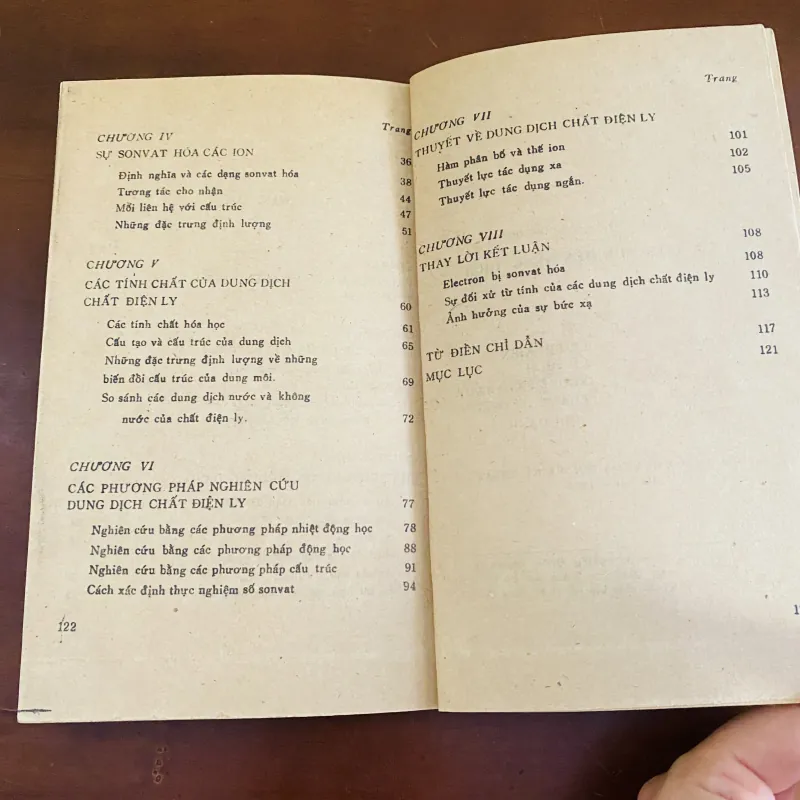 Trang
CHƯƠNG IV
SỰ SONVAT HÓA CÁC ION 36
Định nghĩa và các dạng sonvat hóa 38
Tương tác cho nhận 44
Mối liên hệ với cấu trúc 47
Những đặc trưng định lượng 51
CHƯƠNG V
CÁC TÍNH CHẤT CỦA DUNG DỊCH
CHẤT ĐIỆN LY 60
Các tính chất hóa học 61
Cấu tạo và cấu trúc của dung dịch 65
Những đặc trưng định lượng về những
biến đổi cấu trúc của dung môi. 69
So sánh các dung dịch nước và không
nước của chất điện ly. 72
CHƯƠNG VI
CÁC PHƯƠNG PHÁP NGHIÊN CỨU
DUNG DỊCH CHẤT ĐIỆN LY 77
Nghiên cứu bằng các phương pháp nhiệt động học 78
Nghiên cứu bằng các phương pháp động học 88
Nghiên cứu bằng các phương pháp cấu trúc 91
Cách xác định thực nghiệm số sonvat 94
122
Trang
CHƯƠNG VII
THUYẾT VỀ DUNG DỊCH CHẤT ĐIỆN LY 101
Hàm phân bố và thế ion 102
Thuyết lực tác dụng xa 105
Thuyết lực tác dụng ngắn.
CHƯƠNG VIII
THAY LỜI KẾT LUẬN 108
Electron bị sonvat hóa 108
Sự đối xử từ tính của các dung dịch chất điện ly 110
Ảnh hưởng của sự bức xạ 113
TỪ ĐIỂN CHỈ DẪN 117
MỤC LỤC 121